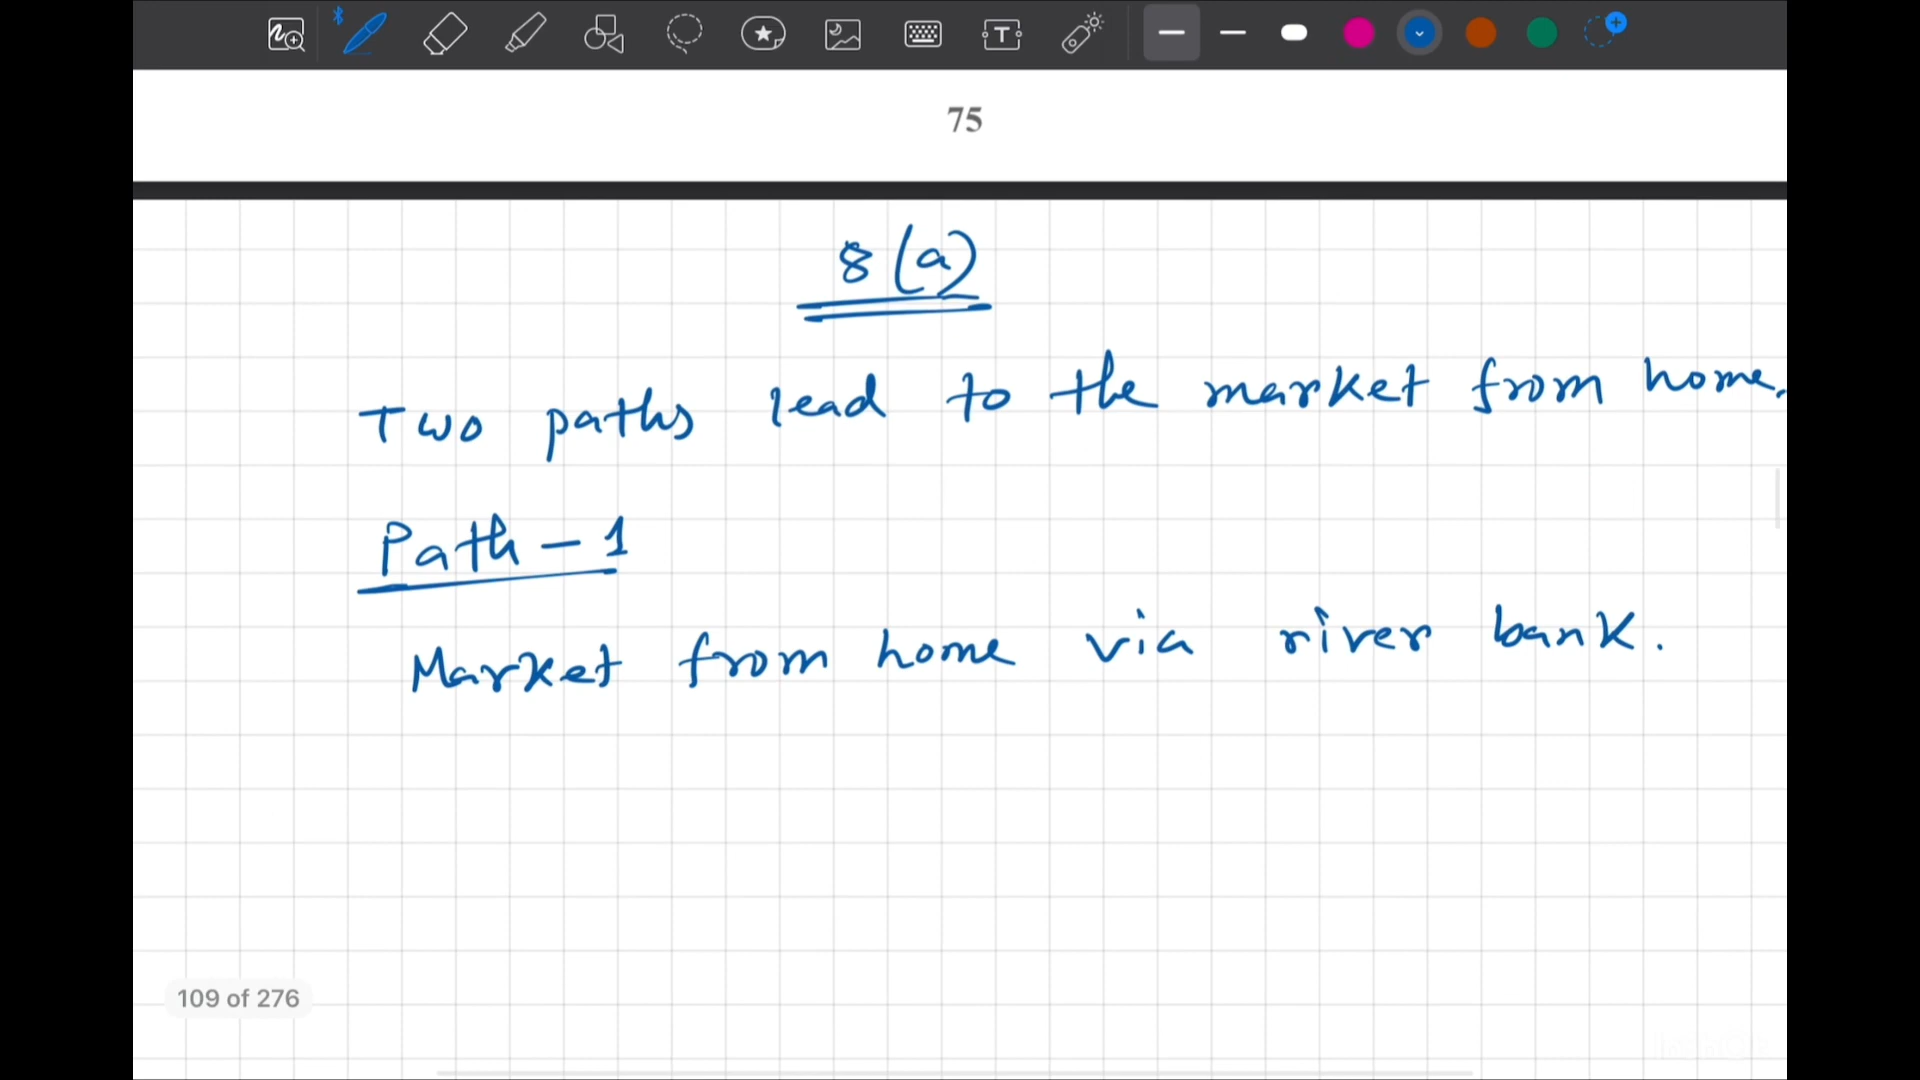 75
8 (a)
Two paths lead to the market from home.
Path - 1
Market from home via river bank.
109 of 276